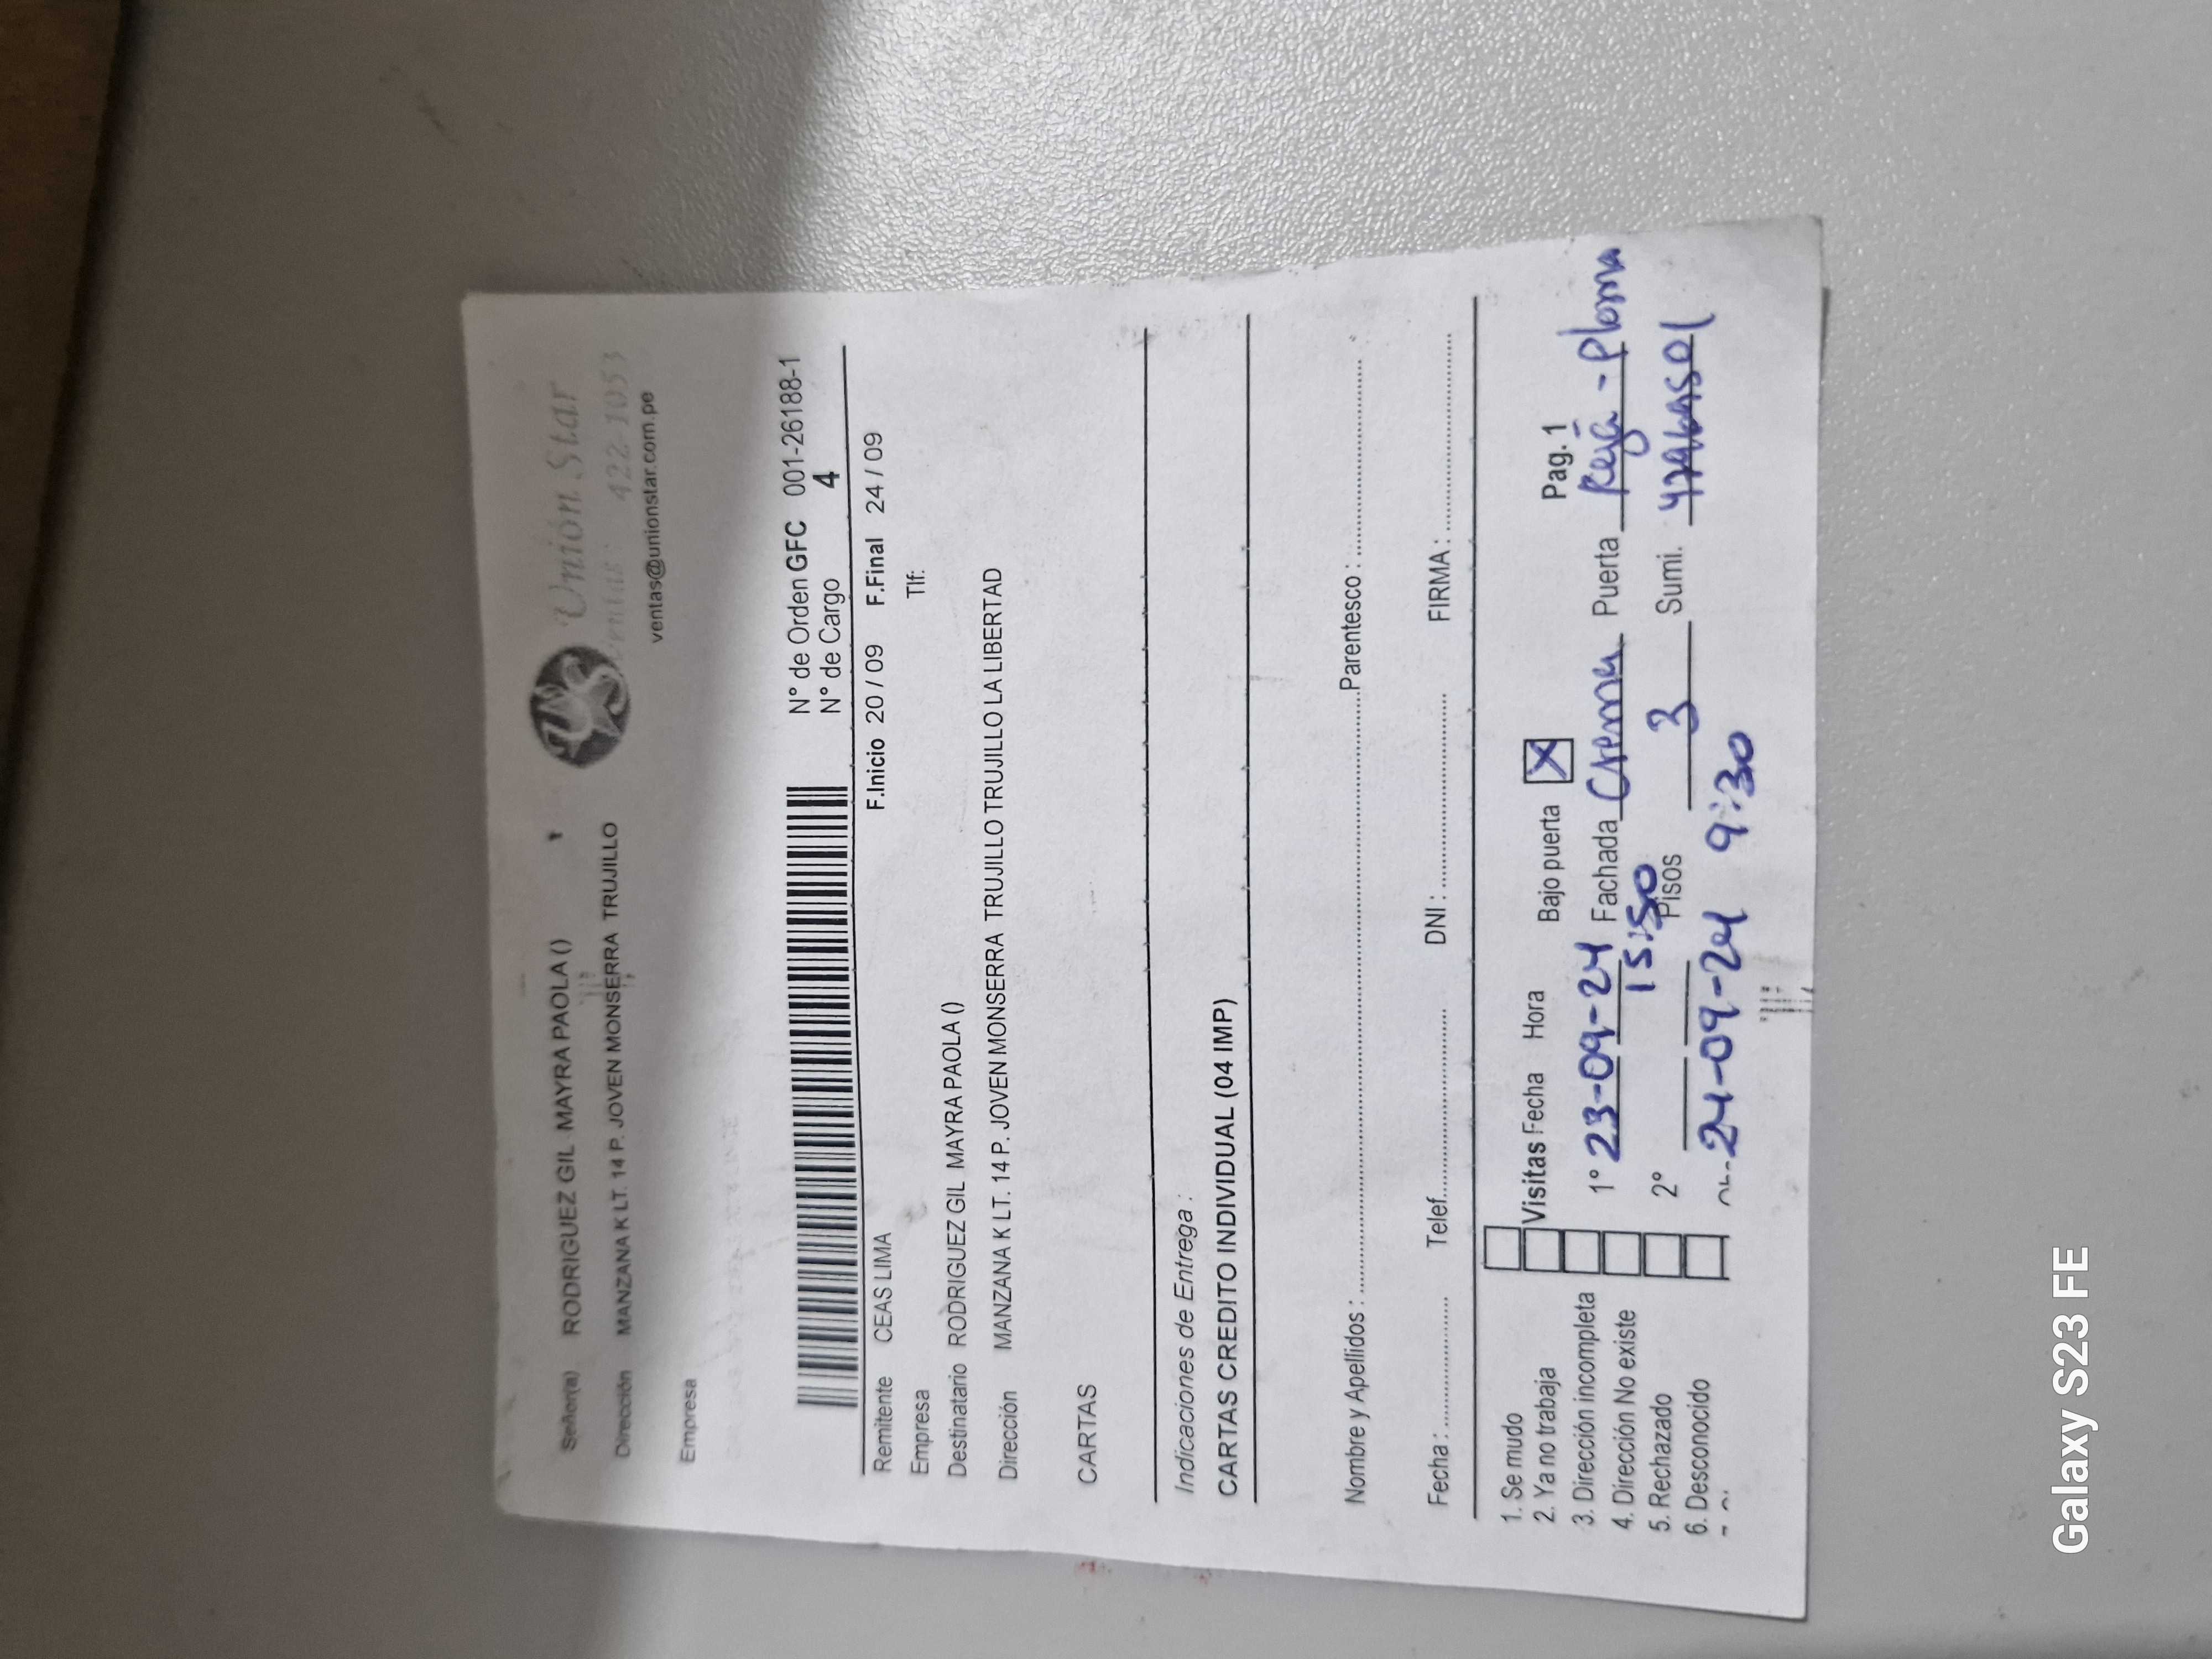 Señor(a) RODRIGUEZ GIL MAYRA PAOLA ()
Unión Star
Dirección MANZANA K LT. 14 P. JOVEN MONSERRA TRUJILLO
422-1053
ventas@unionstar.com.pe
Empresa
N° de Orden GFC 001-26188-1
N° de Cargo 4
F.Inicio 20 / 09 F.Final 24 / 09
Remitente CEAS LIMA
Empresa Tlf:
Destinatario RODRIGUEZ GIL MAYRA PAOLA ()
Dirección MANZANA K LT. 14 P. JOVEN MONSERRA TRUJILLO TRUJILLO LA LIBERTAD
CARTAS
Indicaciones de Entrega :
CARTAS CREDITO INDIVIDUAL (04 IMP)
Nombre y Apellidos : Parentesco :
Fecha : Telef. DNI : FIRMA :
1. Se mudo
2. Ya no trabaja Visitas Fecha Hora Bajo puerta X Pag. 1
3. Dirección incompleta 1° 23-09-24 Fachada Crema Puerta Reja - Ploma
4. Dirección No existe 15:50
5. Rechazado 2° Pisos 3 Sumi.
6. Desconocido 24-09-24 9:30
Galaxy S23 FE